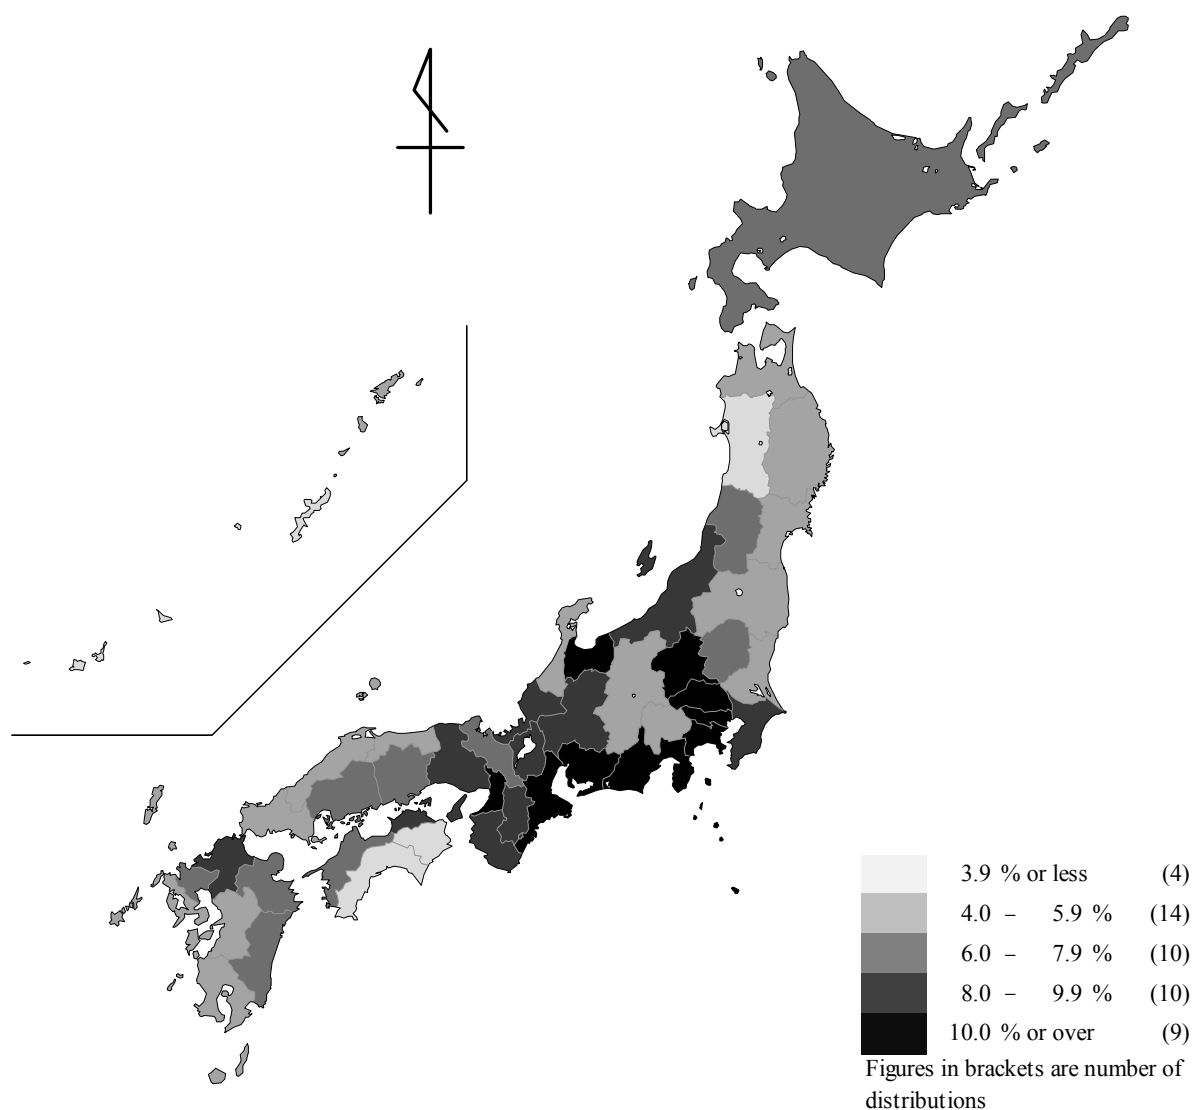 3.9 % or less (4)
4.0 – 5.9 % (14)
6.0 – 7.9 % (10)
8.0 – 9.9 % (10)
10.0 % or over (9)
Figures in brackets are number of
distributions